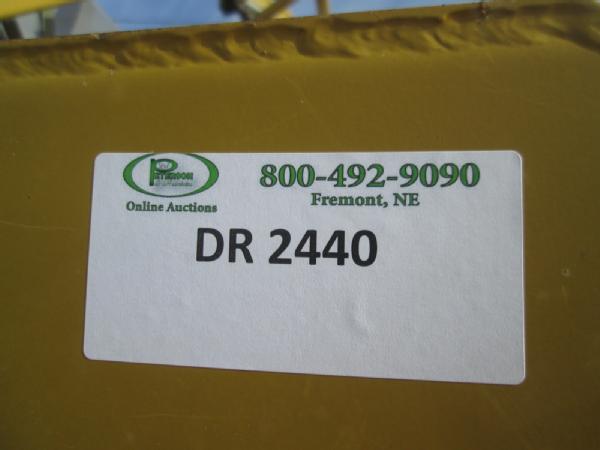 PETERSON
Online Auctions
800-492-9090
Fremont, NE
DR 2440